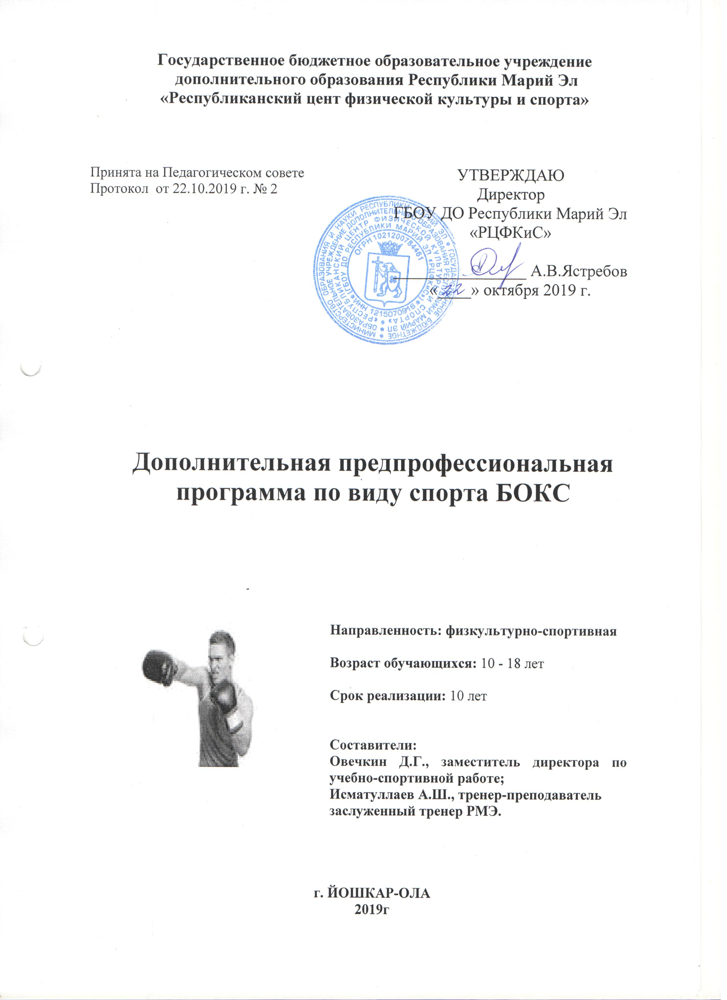 Государственное бюджетное образовательное учреждение
дополнительного образования Республики Марий Эл
«Республиканский цент физической культуры и спорта»
Принята на Педагогическом совете
Протокол от 22.10.2019 г. № 2
УТВЕРЖДАЮ
Директор
ГБОУ ДО Республики Марий Эл
«РЦФКиС»
А.В.Ястребов
«22» октября 2019 г.
МИНИСТЕРСТВО ОБРАЗОВАНИЯ И НАУКИ РЕСПУБЛИКИ МАРИЙ ЭЛ * ГОСУДАРСТВЕННОЕ БЮДЖЕТНОЕ *
ОБРАЗОВАТЕЛЬНОЕ УЧРЕЖДЕНИЕ ДОПОЛНИТЕЛЬНОГО ОБРАЗОВАНИЯ РЕСПУБЛИКИ МАРИЙ ЭЛ *
«РЕСПУБЛИКАНСКИЙ ЦЕНТР ФИЗИЧЕСКОЙ КУЛЬТУРЫ И СПОРТА» *
(ГБОУ ДО РЕСПУБЛИКИ МАРИЙ ЭЛ «РЦФКиС») *
ОГРН 1021200784461
* ИНН 1215070916 *
Дополнительная предпрофессиональная
программа по виду спорта БОКС
Направленность: физкультурно-спортивная
Возраст обучающихся: 10 - 18 лет
Срок реализации: 10 лет
Составители:
Овечкин Д.Г., заместитель директора по
учебно-спортивной работе;
Исматуллаев А.Ш., тренер-преподаватель
заслуженный тренер РМЭ.
г. ЙОШКАР-ОЛА
2019г